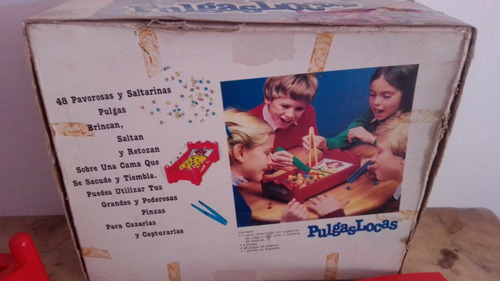 PulgasLocas
48 Pavorosas y Saltarinas
Pulgas
Brincan,
Saltan
y Retozan
Sobre Una Cama Que
Se Sacude y Tiembla.
Puedes Utilizar Tus
Grandes y Poderosas
Pinzas
Para Cazarlas
y Capturarlas
PulgasLocas